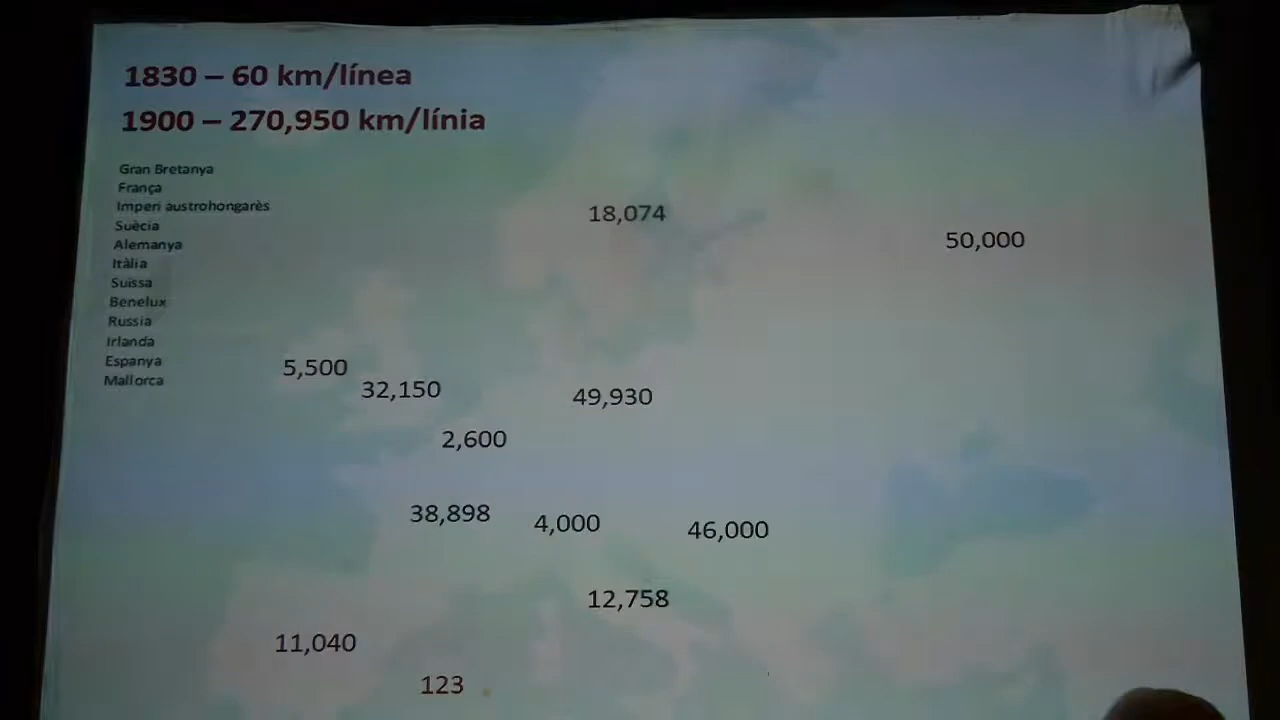 1830 – 60 km/línea
1900 – 270,950 km/línia
Gran Bretanya
França
Imperi austrohongarès
Suècia
Alemanya
Itàlia
Suïssa
Benelux
Russia
Irlanda
Espanya
Mallorca
18,074
50,000
5,500
32,150
49,930
2,600
38,898
4,000
46,000
12,758
11,040
123